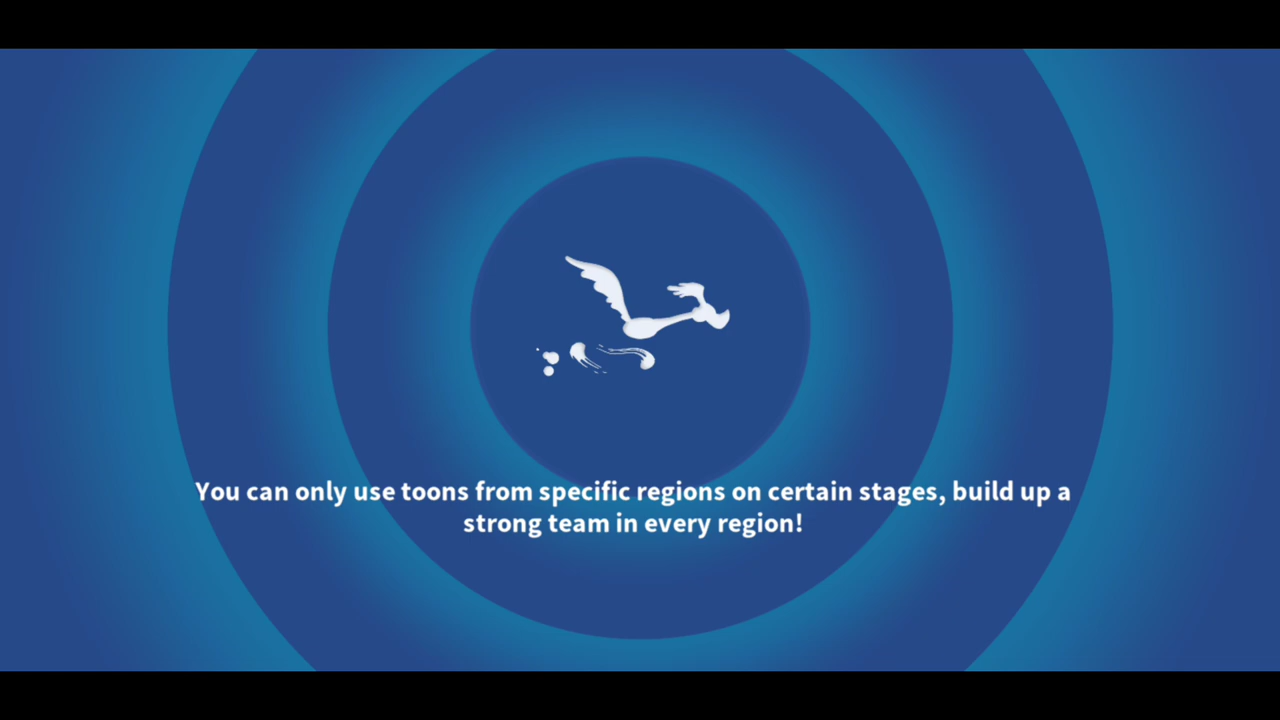 You can only use toons from specific regions on certain stages, build up a
strong team in every region!